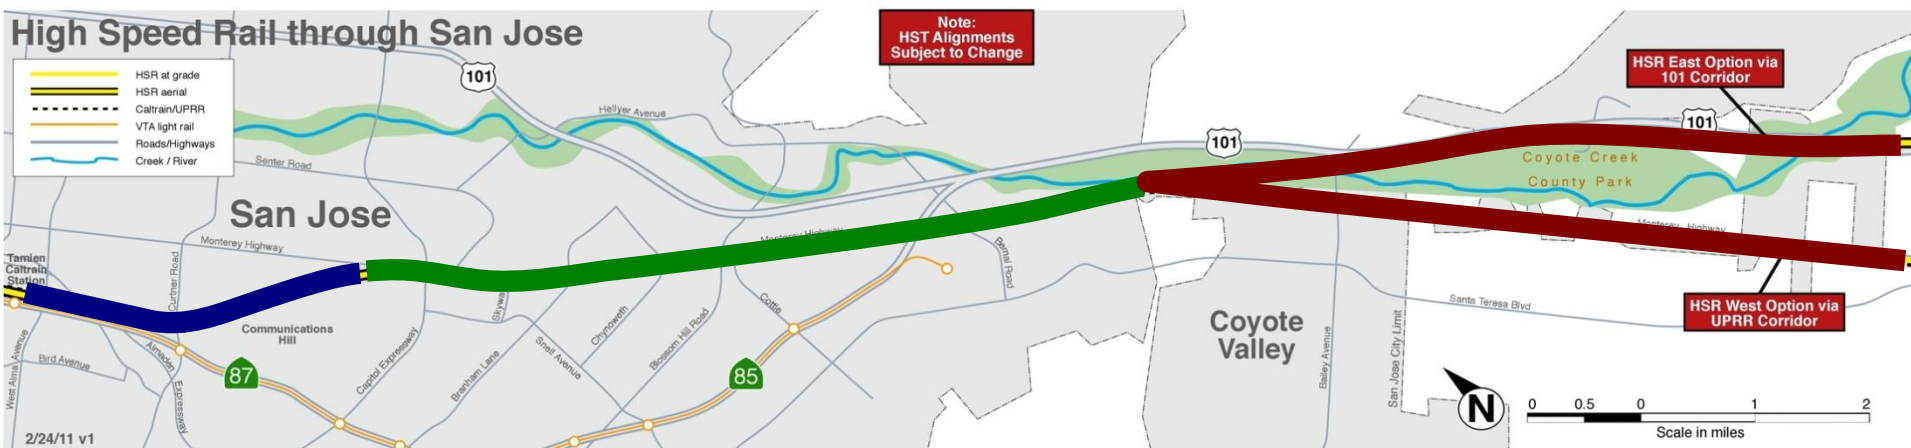 High Speed Rail through San Jose
HSR at grade
HSR aerial
Caltrain/UPRR
VTA light rail
Roads/Highways
Creek / River
Note:
HST Alignments
Subject to Change
HSR East Option via
101 Corridor
101
Hellyer Avenue
101
101
Senter Road
Coyote Creek
County Park
San Jose
Monterey Highway
Monterey Highway
Monterey Highway
Tamien
Caltrain
Station
Curtner Road
Bernal Road
Skyway
Communications
Hill
Cottle
Chynoweth
Blossom Hill Road
Santa Teresa Blvd
HSR West Option via
UPRR Corridor
Coyote
Valley
West Alma Avenue
Bird Avenue
Almaden
Expressway
87
Capitol Expressway
Branham Lane
Snell Avenue
85
Bailey Avenue
San Jose City Limit
N
0 0.5 0 1 2
Scale in miles
2/24/11 v1